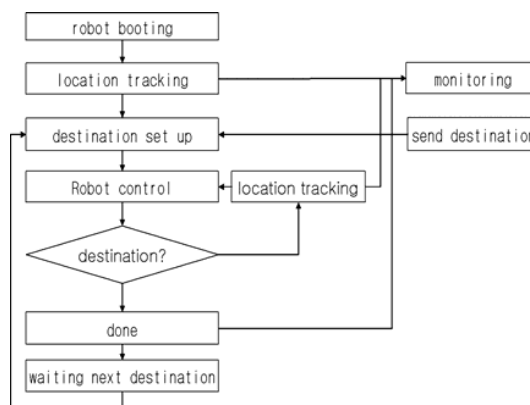 robot booting
location tracking
monitoring
destination set up
send destination
Robot control
location tracking
destination?
done
waiting next destination